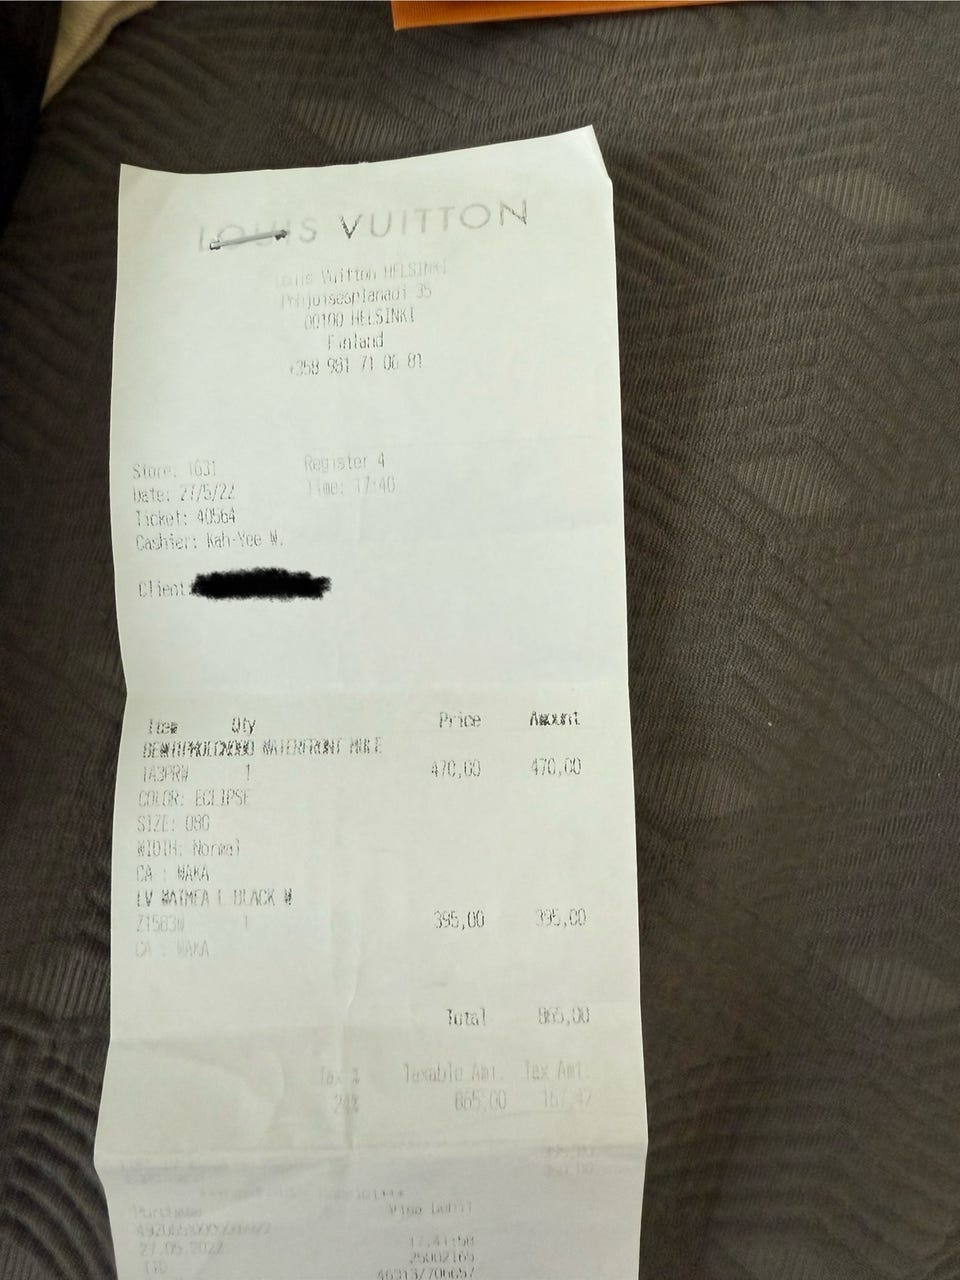 LOUIS VUITTON
Louis Vuitton HELSINKI
Pohjoisesplanadi 35
00100 HELSINKI
Finland
+358 981 71 06 81
Store: 1631 Register 4
Date: 27/5/22 Time: 17:40
Ticket: 40564
Cashier: Kah-Yee W.
Client:
Item Qty Price Amount
WATERFRONT MULE
1A3PRW 1 470,00 470,00
COLOR: ECLIPSE
SIZE: 080
WIDTH: Normal
CA : WAKA
LV WAIMEA L BLACK W
Z1583W 1 395,00 395,00
CA : WAKA
Total 865,00
Tax % Taxable Amt. Tax Amt.
24% 865,00 167,42
Purchase Visa Debit
27.05.2022 17:41:58
25002165